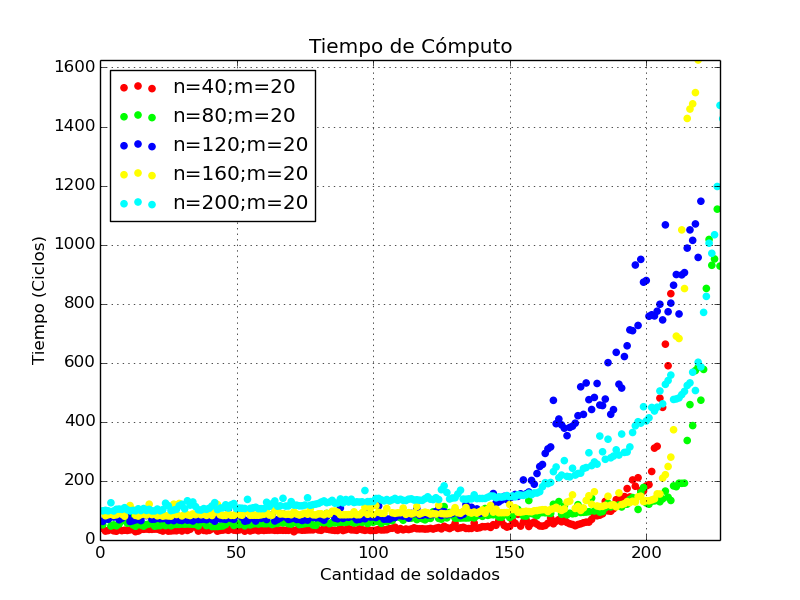 Tiempo de Cómputo
1600
1400
1200
1000
800
600
400
200
0
Tiempo (Ciclos)
n=40;m=20
n=80;m=20
n=120;m=20
n=160;m=20
n=200;m=20
0 50 100 150 200
Cantidad de soldados